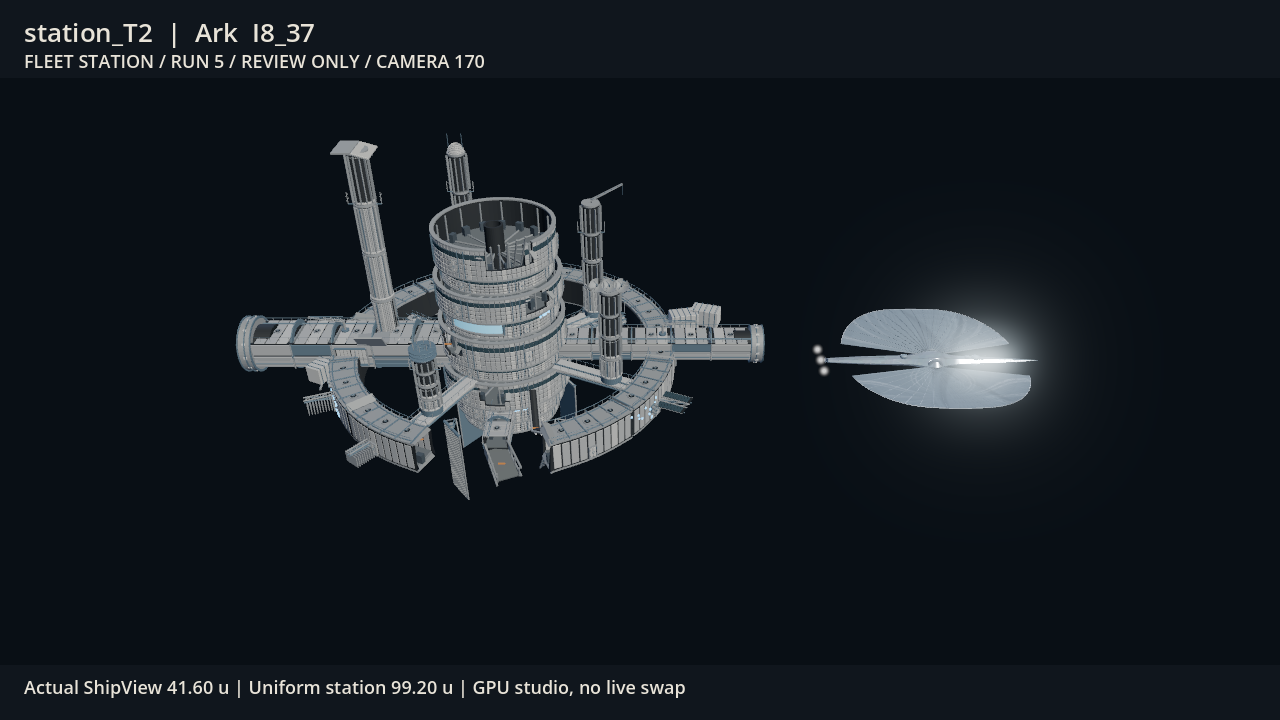 station_T2 | Ark I8_37
FLEET STATION / RUN 5 / REVIEW ONLY / CAMERA 170
Actual ShipView 41.60 u | Uniform station 99.20 u | GPU studio, no live swap